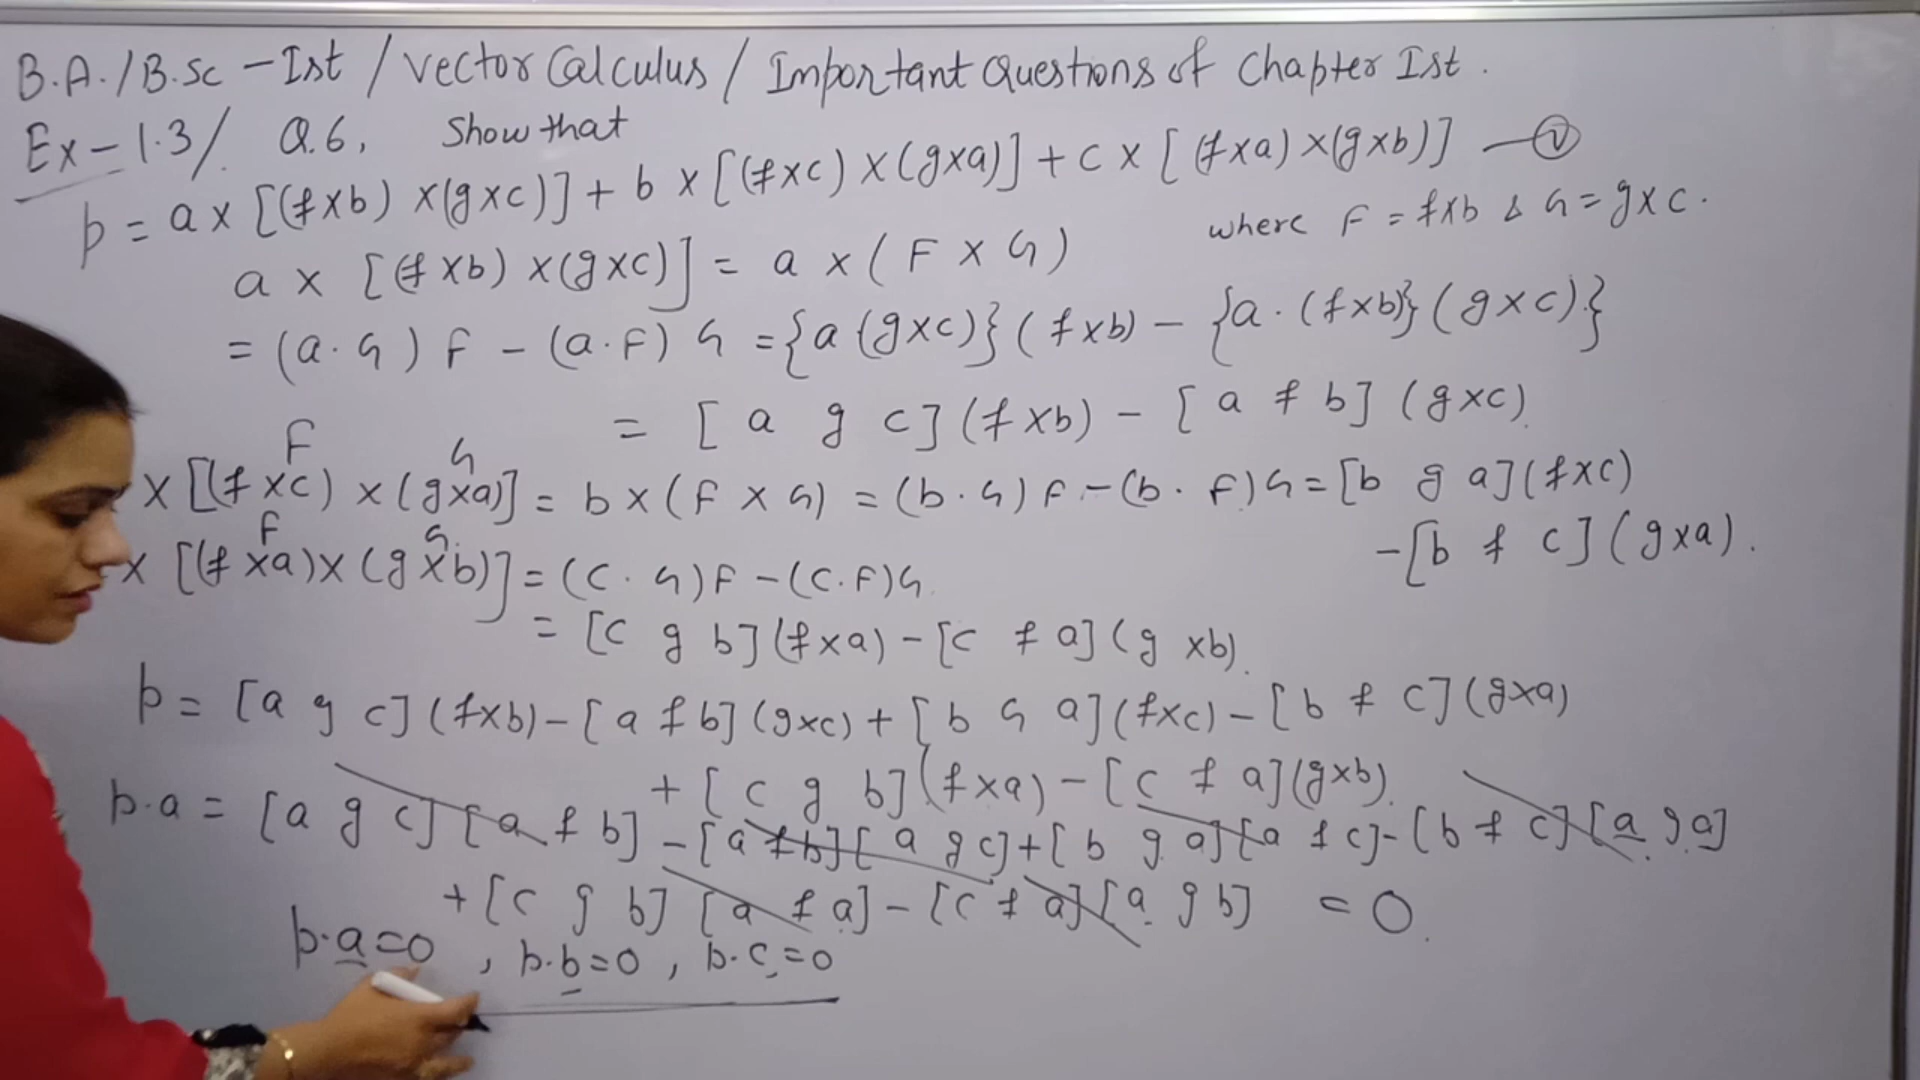 B.A./B.Sc - Ist / vector Calculus / Important Questions of Chapter Ist.
Ex - 1.3/ Q.6, Show that
p = a x [(f x b) x (g x c)] + b x [(f x c) x (g x a)] + c x [(f x a) x (g x b)] —
a x [(f x b) x (g x c)] = a x (F x G) where F = f x b & G = g x c.
= (a . G) F - (a . F) G = {a (g x c)} (f x b) - {a . (f x b)} (g x c)}
= [a g c] (f x b) - [a f b] (g x c)
F G
x [(f x c) x (g x a)] = b x (F x G) = (b . G) F - (b . F) G = [b g a] (f x c)
- [b f c] (g x a).
F G
x [(f x a) x (g x b)] = (c . G) F - (c . F) G
= [c g b] (f x a) - [c f a] (g x b).
p = [a g c] (f x b) - [a f b] (g x c) + [b G a] (f x c) - [b f c] (g x a)
+ [c g b] (f x a) - [c f a] (g x b).
p . a = [a g c] [a f b] - [a f b] [a g c] + [b g a] [a f c] - [b f c] [a g a]
+ [c g b] [a f a] - [c f a] [a g b] = 0.
p . a = 0, p . b = 0, p . c = 0